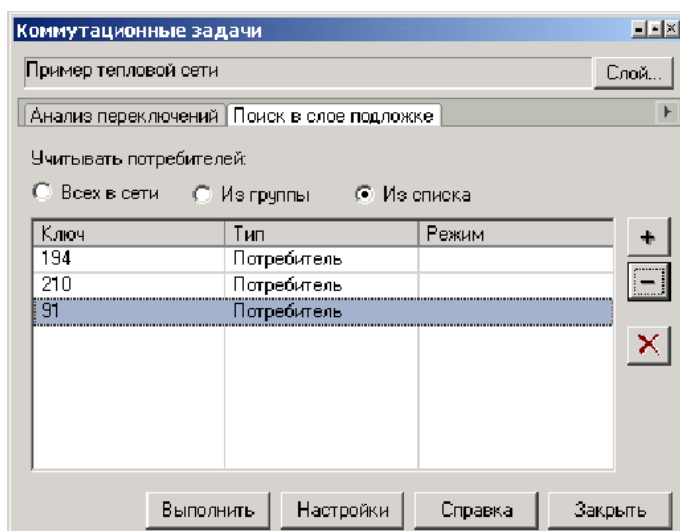 Коммутационные задачи
Пример тепловой сети Слой...
Анализ переключений Поиск в слое подложке
Учитывать потребителей:
Всех в сети Из группы Из списка
Ключ Тип Режим
194 Потребитель
210 Потребитель
91 Потребитель
Выполнить Настройки Справка Закрыть